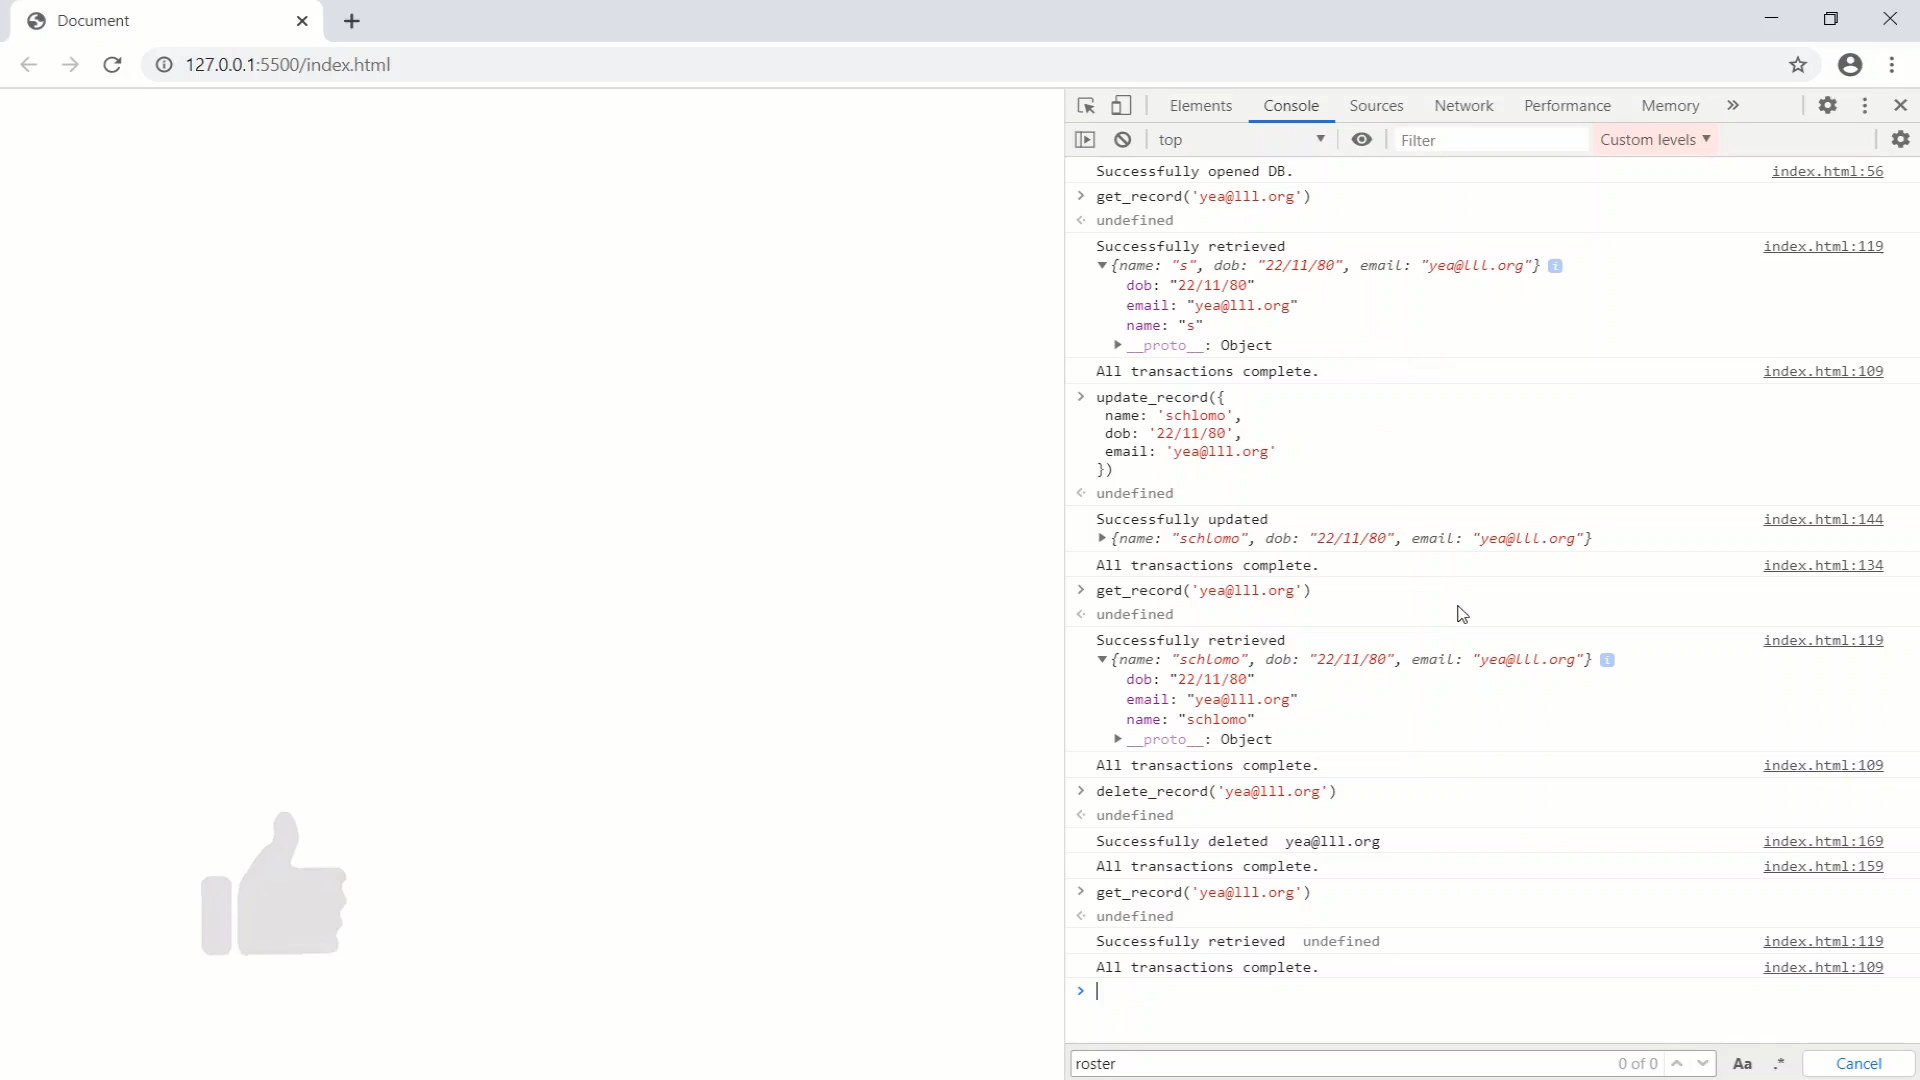 Document
127.0.0.1:5500/index.html
Elements Console Sources Network Performance Memory »
top Filter Custom levels
Successfully opened DB. index.html:56
> get_record('yea@lll.org')
undefined
Successfully retrieved index.html:119
{name: "s", dob: "22/11/80", email: "yea@lll.org"} i
dob: "22/11/80"
email: "yea@lll.org"
name: "s"
__proto__: Object
All transactions complete. index.html:109
> update_record({
name: 'schlomo',
dob: '22/11/80',
email: 'yea@lll.org'
})
undefined
Successfully updated index.html:144
{name: "schlomo", dob: "22/11/80", email: "yea@lll.org"}
All transactions complete. index.html:134
> get_record('yea@lll.org')
undefined
Successfully retrieved index.html:119
{name: "schlomo", dob: "22/11/80", email: "yea@lll.org"} i
dob: "22/11/80"
email: "yea@lll.org"
name: "schlomo"
__proto__: Object
All transactions complete. index.html:109
> delete_record('yea@lll.org')
undefined
Successfully deleted yea@lll.org index.html:169
All transactions complete. index.html:159
> get_record('yea@lll.org')
undefined
Successfully retrieved undefined index.html:119
All transactions complete. index.html:109
>
roster 0 of 0 Aa .* Cancel